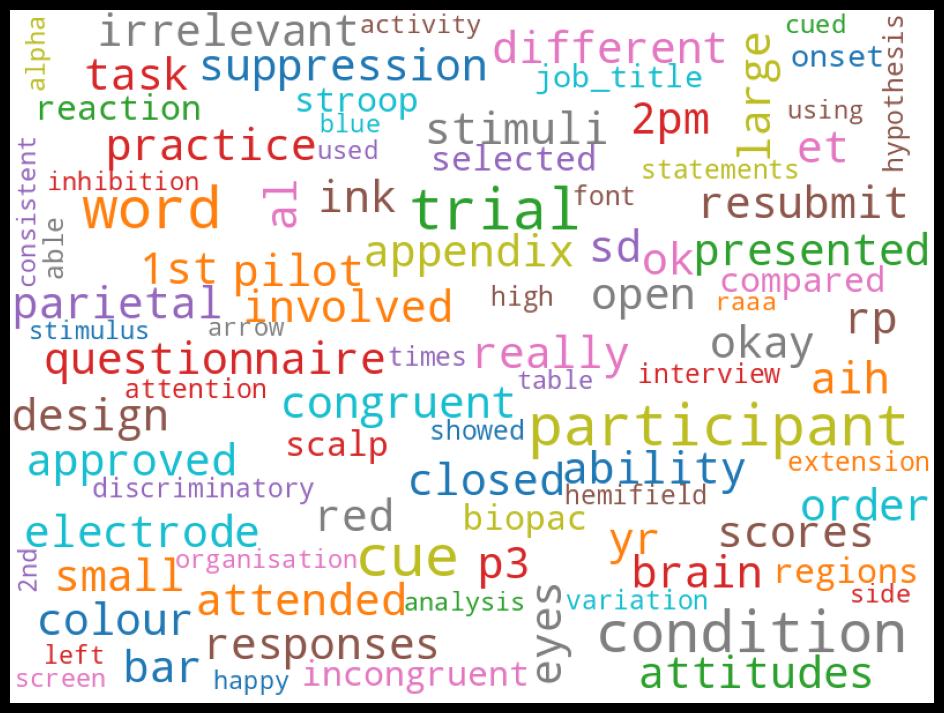 alpha
irrelevant
activity
cued
hypothesis
different
onset
large
task
suppression
job_title
stroop
reaction
blue
using
2pm
stimuli
practice
used
selected
et
statements
consistent
inhibition
word
al
ink
trial
font
resubmit
able
appendix
sd
ok
presented
1st
pilot
compared
parietal
involved
high
open
raaa
rp
stimulus
arrow
okay
questionnaire
times
really
table
interview
aih
attention
design
congruent
participant
scalp
showed
approved
closed
ability
extension
discriminatory
hemifield
order
electrode
red
biopac
yr
scores
2nd
small
organisation
cue
p3
brain
regions
attended
analysis
eyes
variation
side
colour
responses
condition
left
bar
screen
happy
incongruent
attitudes